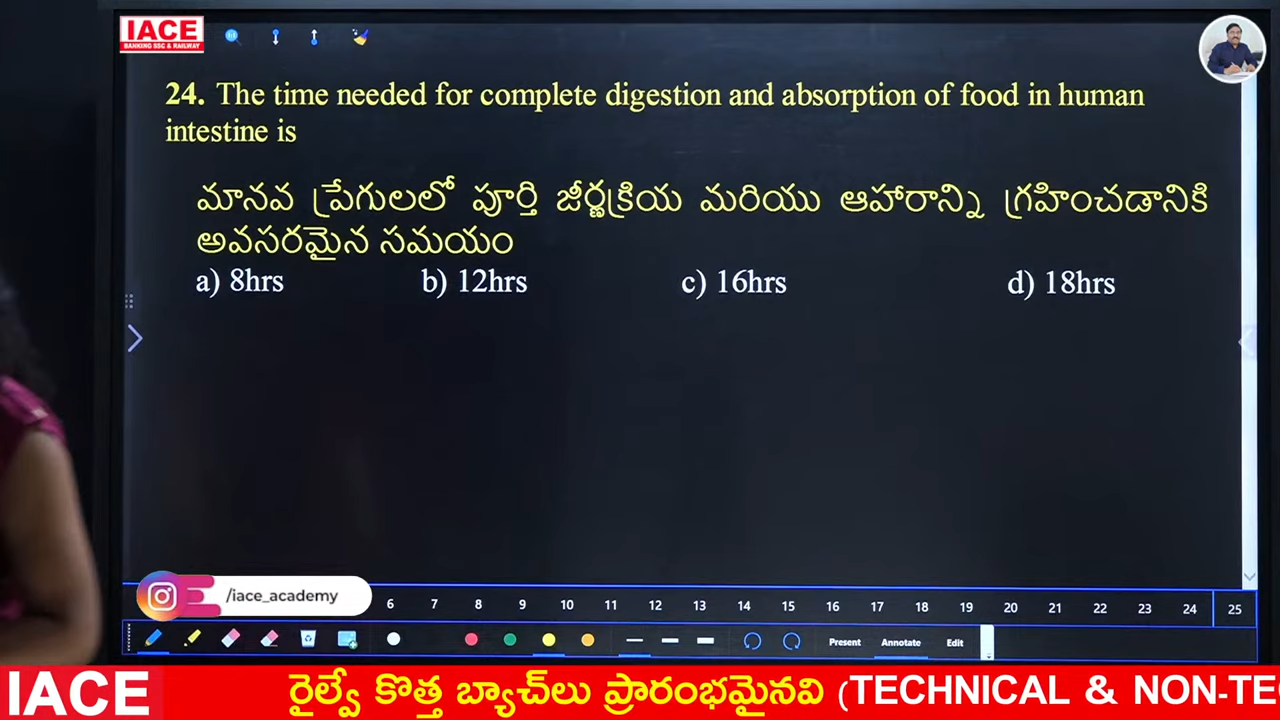 IACE
BANKING SSC & RAILWAY
24. The time needed for complete digestion and absorption of food in human
intestine is
మానవ ప్రేగులలో పూర్తి జీర్ణక్రియ మరియు ఆహారాన్ని గ్రహించడానికి
అవసరమైన సమయం
a) 8hrs b) 12hrs c) 16hrs d) 18hrs
/iace_academy 6 7 8 9 10 11 12 13 14 15 16 17 18 19 20 21 22 23 24 25
Present Annotate Edit
IACE రైల్వే కొత్త బ్యాచ్‌లు ప్రారంభమైనవి (TECHNICAL & NON-TE